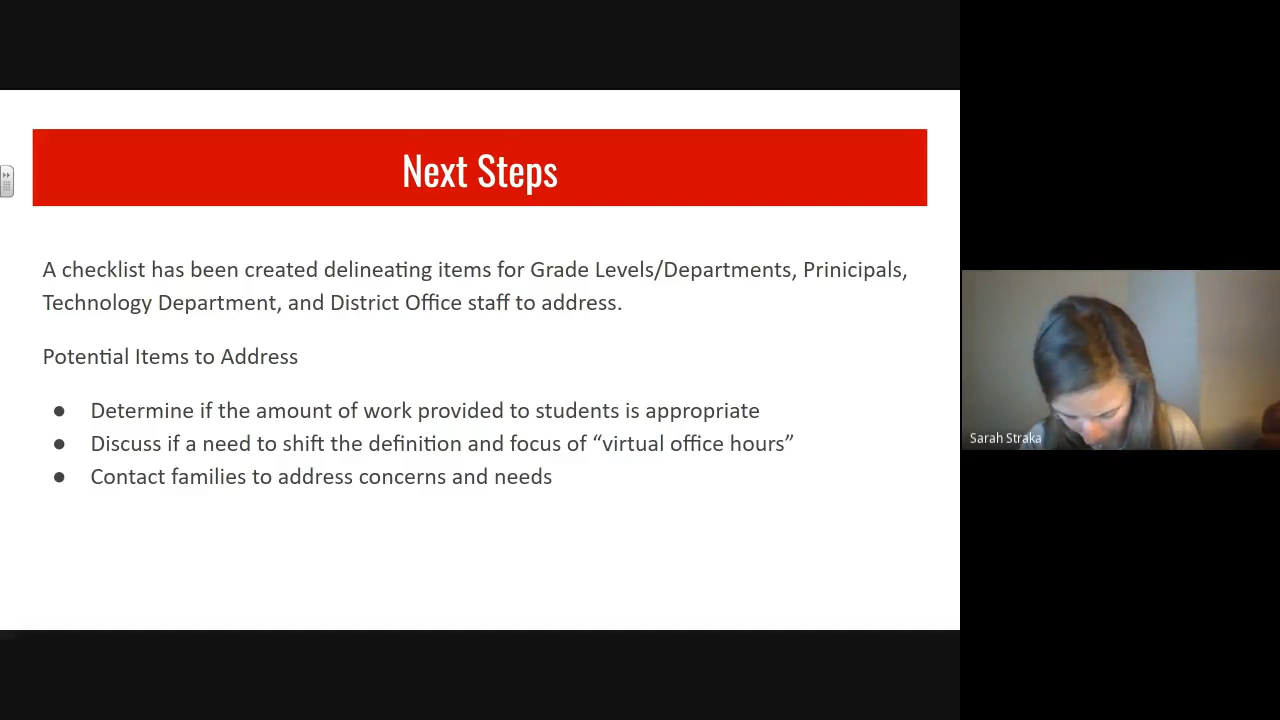 Next Steps
A checklist has been created delineating items for Grade Levels/Departments, Prinicipals,
Technology Department, and District Office staff to address.
Potential Items to Address
● Determine if the amount of work provided to students is appropriate
● Discuss if a need to shift the definition and focus of “virtual office hours”
● Contact families to address concerns and needs
Sarah Straka